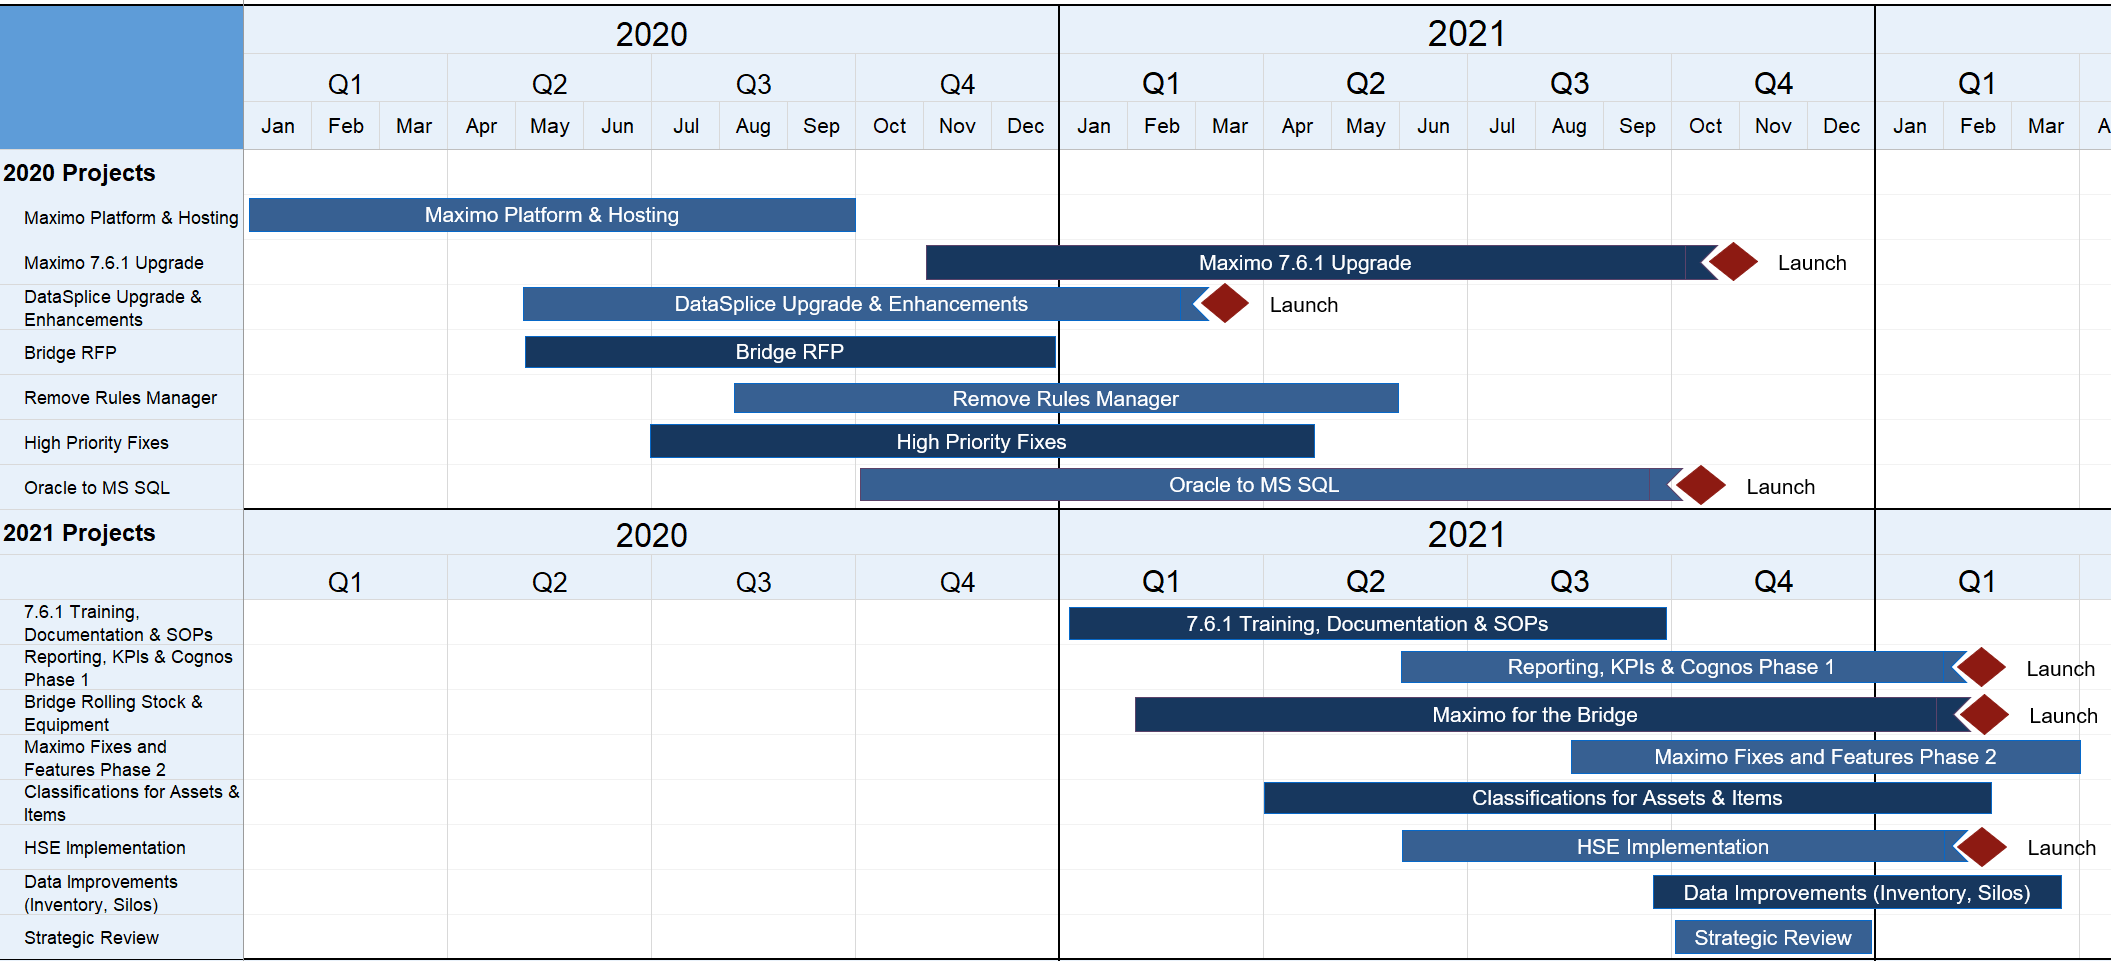 2020
2021
Q1
Q2
Q3
Q4
Q1
Q2
Q3
Q4
Q1
Jan
Feb
Mar
Apr
May
Jun
Jul
Aug
Sep
Oct
Nov
Dec
Jan
Feb
Mar
Apr
May
Jun
Jul
Aug
Sep
Oct
Nov
Dec
Jan
Feb
Mar
A
2020 Projects
Maximo Platform & Hosting
Maximo Platform & Hosting
Maximo 7.6.1 Upgrade
Maximo 7.6.1 Upgrade
Launch
DataSplice Upgrade &
Enhancements
DataSplice Upgrade & Enhancements
Launch
Bridge RFP
Bridge RFP
Remove Rules Manager
Remove Rules Manager
High Priority Fixes
High Priority Fixes
Oracle to MS SQL
Oracle to MS SQL
Launch
2021 Projects
2020
2021
Q1
Q2
Q3
Q4
Q1
Q2
Q3
Q4
Q1
7.6.1 Training,
Documentation & SOPs
7.6.1 Training, Documentation & SOPs
Reporting, KPIs & Cognos
Phase 1
Reporting, KPIs & Cognos Phase 1
Launch
Bridge Rolling Stock &
Equipment
Maximo for the Bridge
Launch
Maximo Fixes and
Features Phase 2
Maximo Fixes and Features Phase 2
Classifications for Assets &
Items
Classifications for Assets & Items
HSE Implementation
HSE Implementation
Launch
Data Improvements
(Inventory, Silos)
Data Improvements (Inventory, Silos)
Strategic Review
Strategic Review